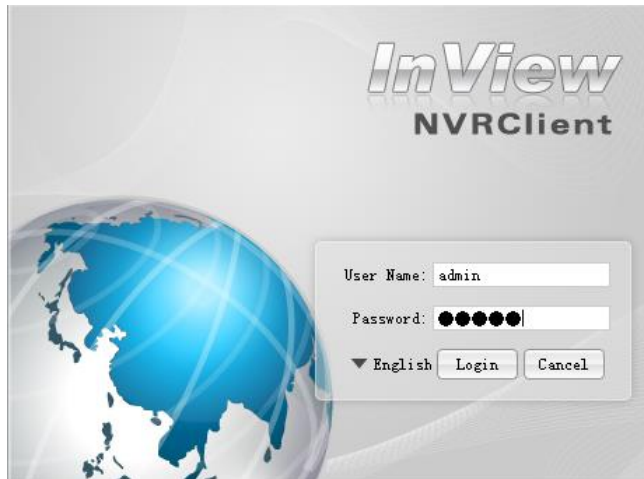 InView
NVRClient
User Name: admin
Password: ●●●●●
English Login Cancel